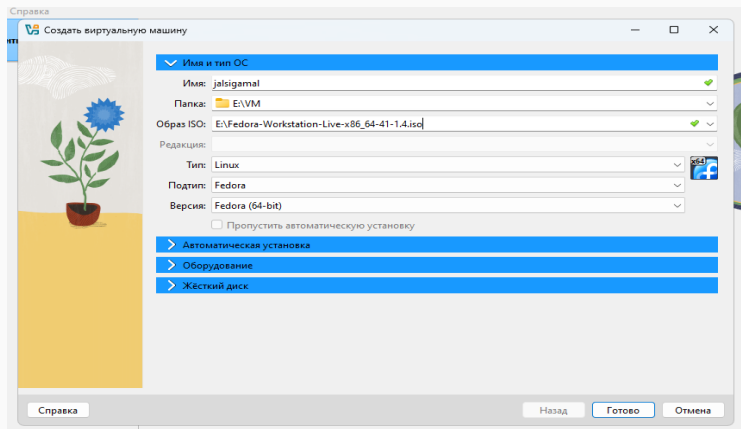 Справка
Создать виртуальную машину
Имя и тип ОС
Имя: jalsigamal
Папка: E:\VM
Образ ISO: E:\Fedora-Workstation-Live-x86_64-41-1.4.iso
Редакция:
Тип: Linux
x64
Подтип: Fedora
Версия: Fedora (64-bit)
Пропустить автоматическую установку
Автоматическая установка
Оборудование
Жёсткий диск
Справка Назад Готово Отмена